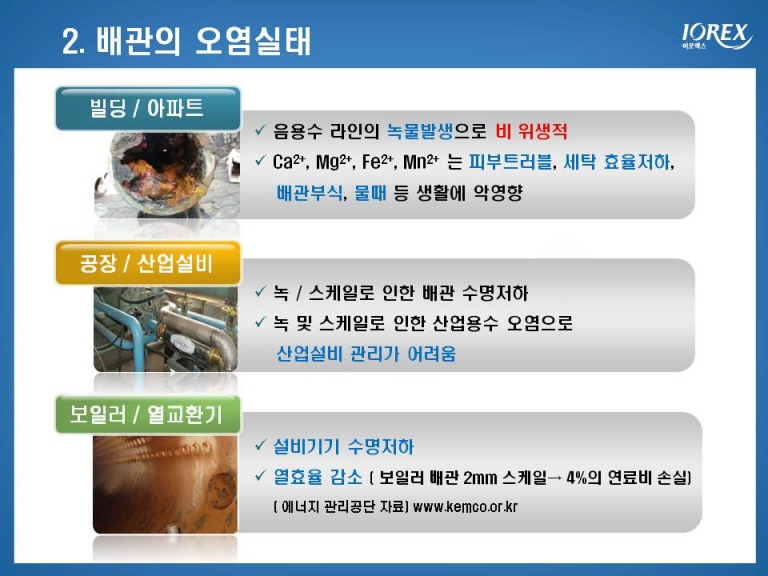 2. 배관의 오염실태
IOREX
이오렉스
빌딩 / 아파트
✓ 음용수 라인의 녹물발생으로 비 위생적
✓ Ca²⁺, Mg²⁺, Fe²⁺, Mn²⁺ 는 피부트러블, 세탁 효율저하,
배관부식, 물때 등 생활에 악영향
공장 / 산업설비
✓ 녹 / 스케일로 인한 배관 수명저하
✓ 녹 및 스케일로 인한 산업용수 오염으로
산업설비 관리가 어려움
보일러 / 열교환기
✓ 설비기기 수명저하
✓ 열효율 감소 ( 보일러 배관 2mm 스케일→ 4%의 연료비 손실)
( 에너지 관리공단 자료) www.kemco.or.kr